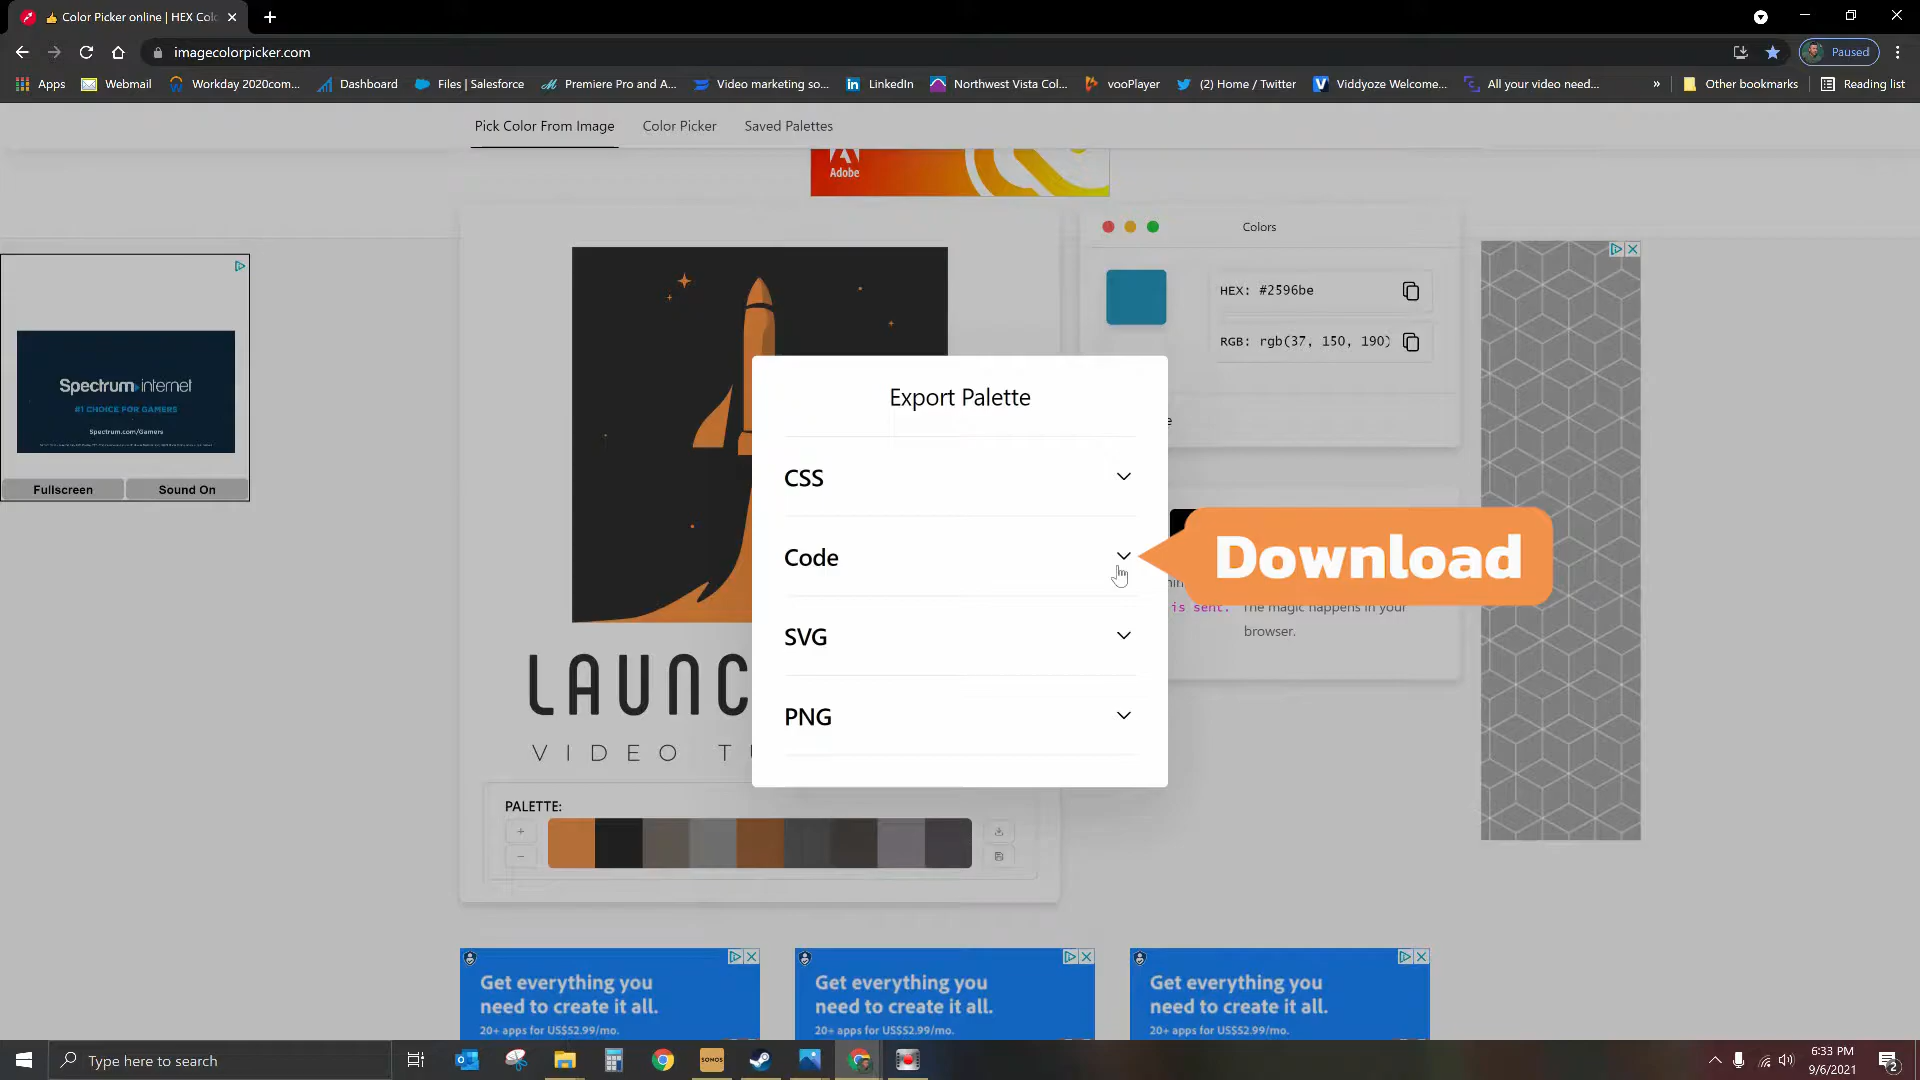 👍 Color Picker online | HEX Col
imagecolorpicker.com
Paused
Apps
Webmail
Workday 2020com...
Dashboard
Files | Salesforce
Premiere Pro and A...
Video marketing so...
LinkedIn
Northwest Vista Col...
vooPlayer
(2) Home / Twitter
Viddyoze Welcome...
All your video need...
»
Other bookmarks
Reading list
Pick Color From Image
Color Picker
Saved Palettes
Adobe
Colors
HEX: #2596be
RGB: rgb(37, 150, 190)
Spectrum internet
#1 CHOICE FOR GAMERS
Spectrum.com/Gamers
Fullscreen
Sound On
Export Palette
CSS
Code
SVG
PNG
Download
is sent. The magic happens in your
browser.
LAUNC
VIDEO TU
PALETTE:
Get everything you
need to create it all.
20+ apps for US$52.99/mo.
Get everything you
need to create it all.
20+ apps for US$52.99/mo.
Get everything you
need to create it all.
20+ apps for US$52.99/mo.
Type here to search
SONOS
6:33 PM
9/6/2021
2